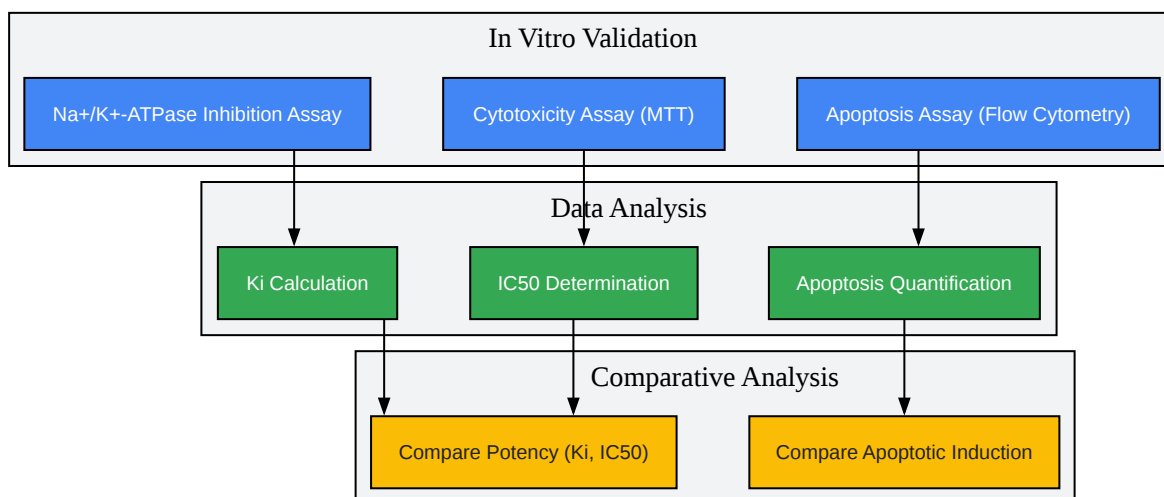 In Vitro Validation
Na+/K+-ATPase Inhibition Assay
Cytotoxicity Assay (MTT)
Apoptosis Assay (Flow Cytometry)
Data Analysis
Ki Calculation
IC50 Determination
Apoptosis Quantification
Comparative Analysis
Compare Potency (Ki, IC50)
Compare Apoptotic Induction